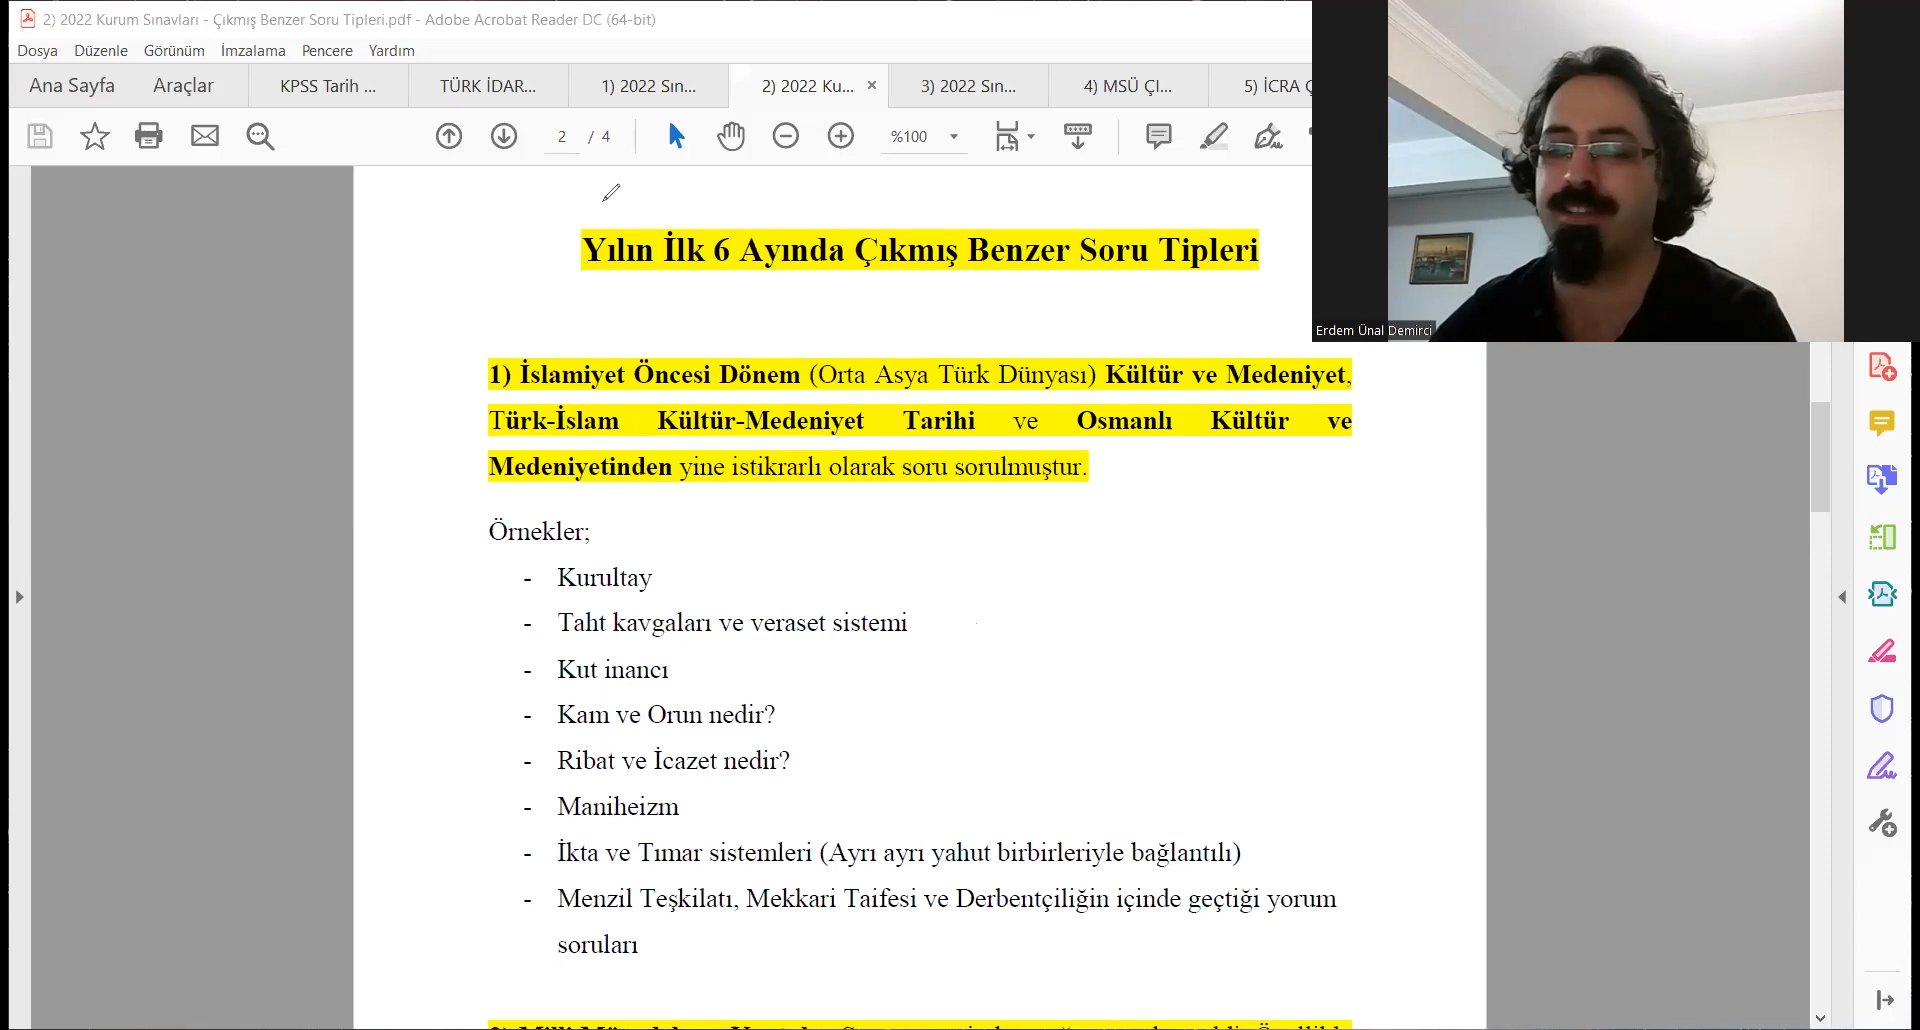 2) 2022 Kurum Sınavları - Çıkmış Benzer Soru Tipleri.pdf - Adobe Acrobat Reader DC (64-bit)
Dosya Düzenle Görünüm İmzalama Pencere Yardım
Ana Sayfa Araçlar KPSS Tarih ... TÜRK İDAR... 1) 2022 Sın... 2) 2022 Ku... × 3) 2022 Sın... 4) MSÜ ÇI... 5) İCRA Ç
2 / 4 %100
Erdem Ünal Demirci
Yılın İlk 6 Ayında Çıkmış Benzer Soru Tipleri
1) İslamiyet Öncesi Dönem (Orta Asya Türk Dünyası) Kültür ve Medeniyet,
Türk-İslam Kültür-Medeniyet Tarihi ve Osmanlı Kültür ve
Medeniyetinden yine istikrarlı olarak soru sorulmuştur.
Örnekler;
- Kurultay
- Taht kavgaları ve veraset sistemi
- Kut inancı
- Kam ve Orun nedir?
- Ribat ve İcazet nedir?
- Maniheizm
- İkta ve Tımar sistemleri (Ayrı ayrı yahut birbirleriyle bağlantılı)
- Menzil Teşkilatı, Mekkari Taifesi ve Derbentçiliğin içinde geçtiği yorum
soruları